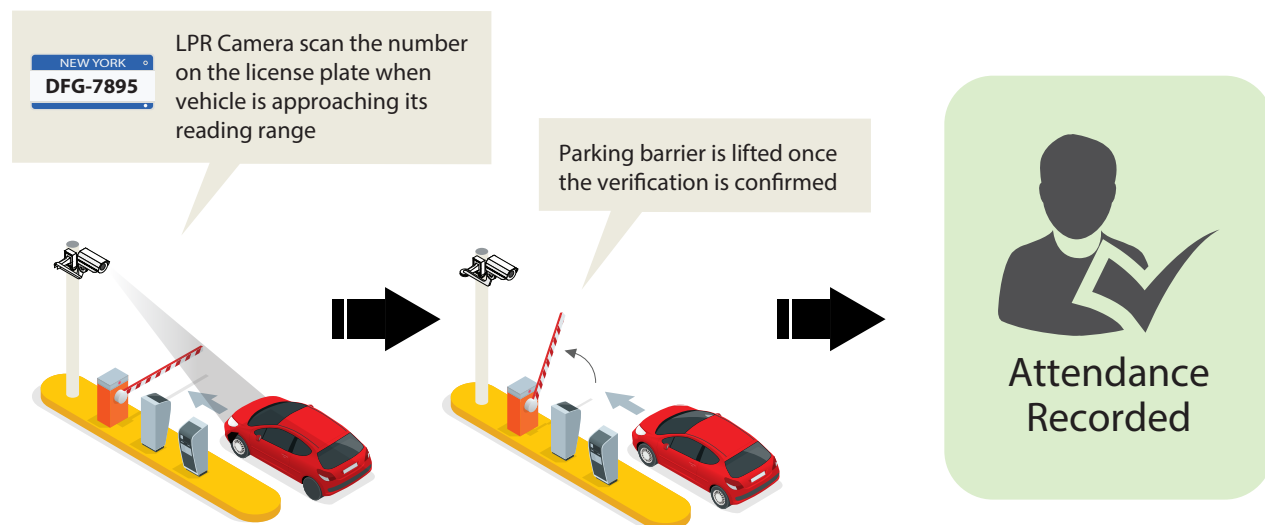 NEW YORK
DFG-7895
LPR Camera scan the number
on the license plate when
vehicle is approaching its
reading range
Parking barrier is lifted once
the verification is confirmed
Attendance
Recorded